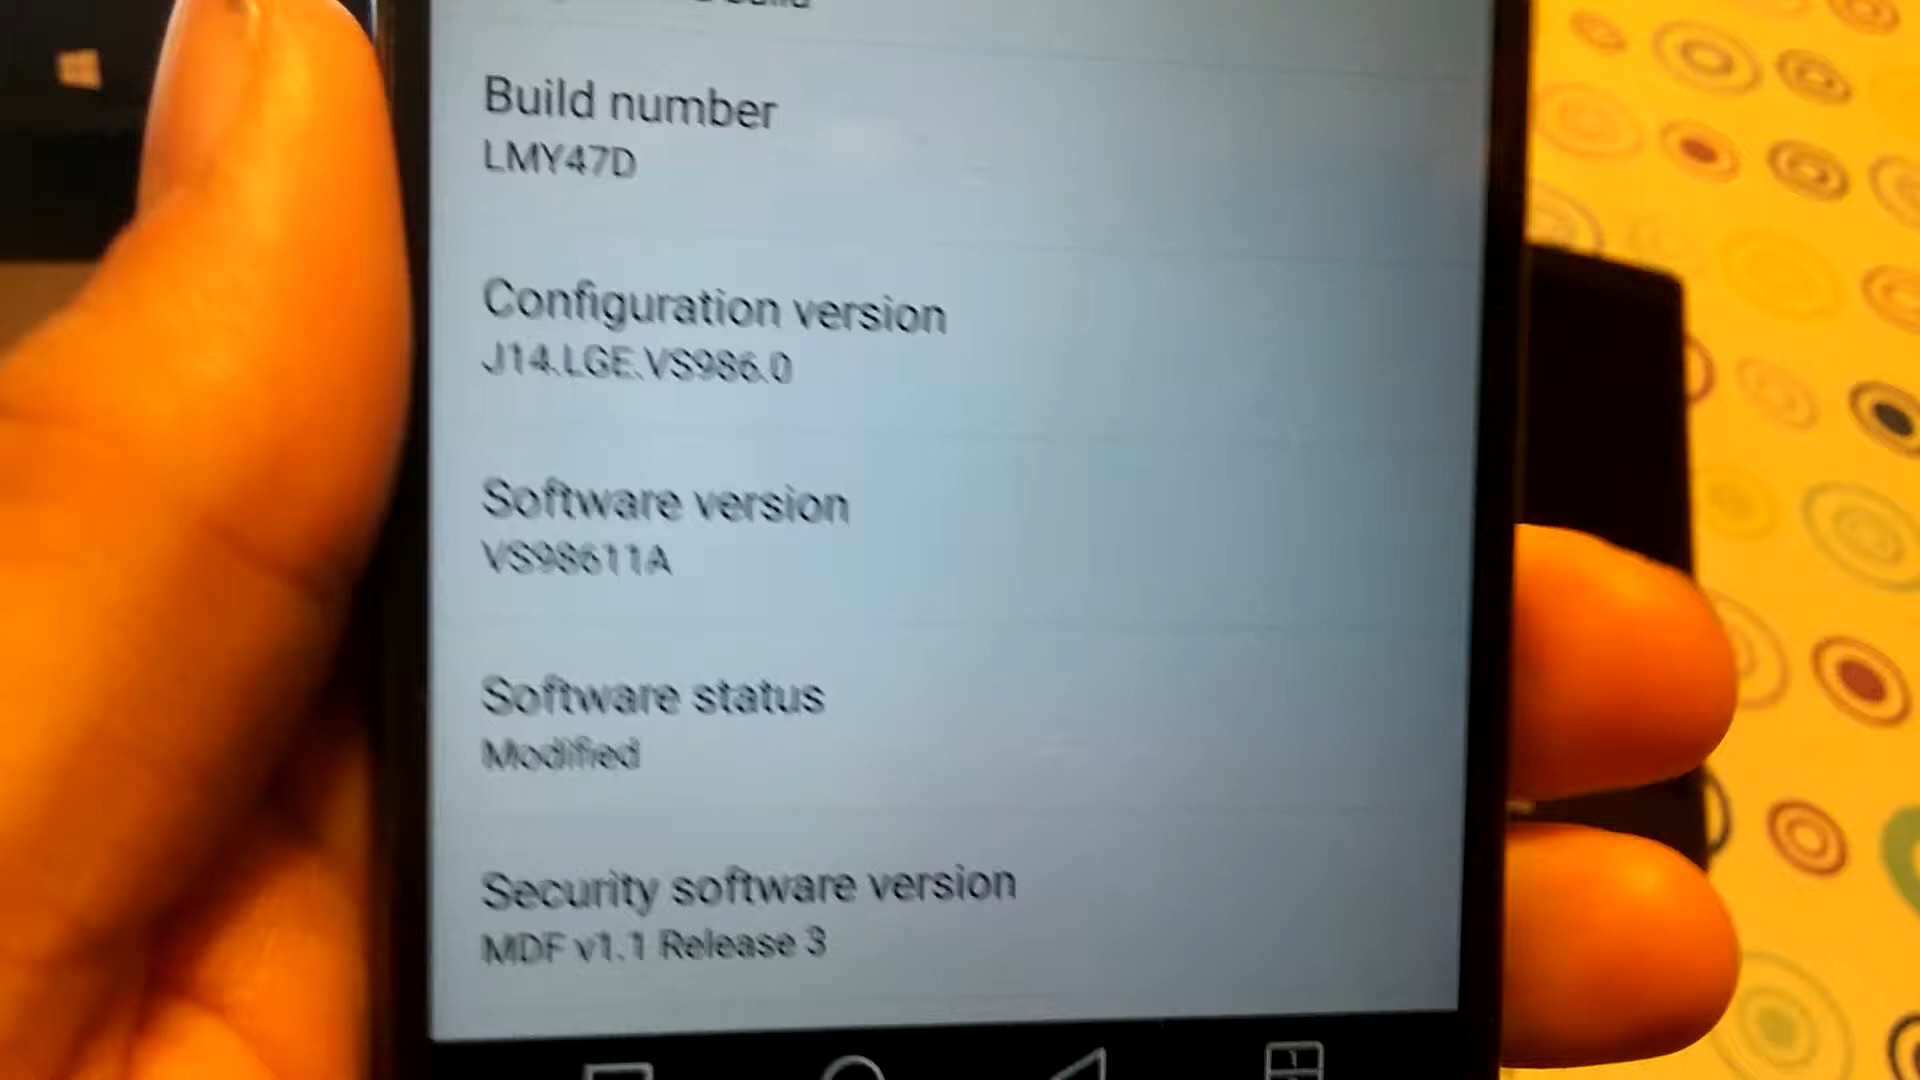 Build number
LMY47D
Configuration version
J14.LGE.VS986.0
Software version
VS98611A
Software status
Modified
Security software version
MDF v1.1 Release 3
1